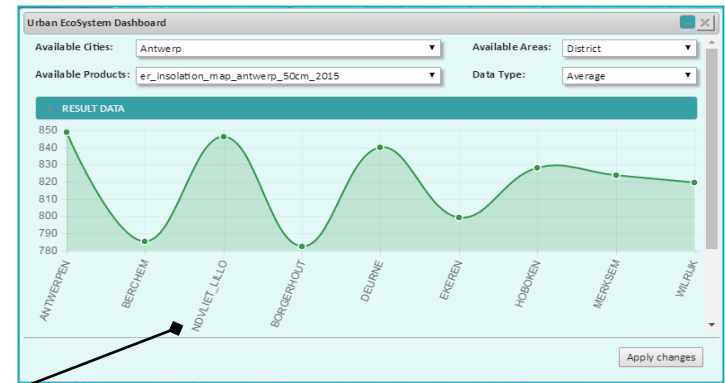 Urban EcoSystem Dashboard
Available Cities: Antwerp Available Areas: District
Available Products: er_insolation_map_antwerp_50cm_2015 Data Type: Average
RESULT DATA
850
840
830
820
810
800
790
780
ANTWERPEN BERCHEM NDVLIET_LILLO BORGERHOUT DEURNE EKEREN HOBOKEN MERKSEM WILRIJK
Apply changes